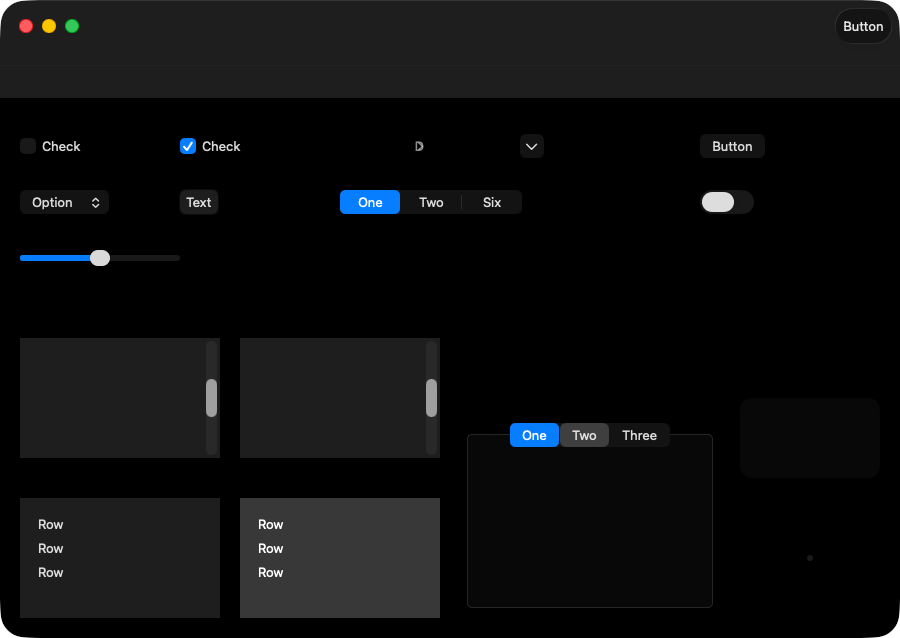 Button
Check
Check
Button
Option
Text
One
Two
Six
One
Two
Three
Row
Row
Row
Row
Row
Row